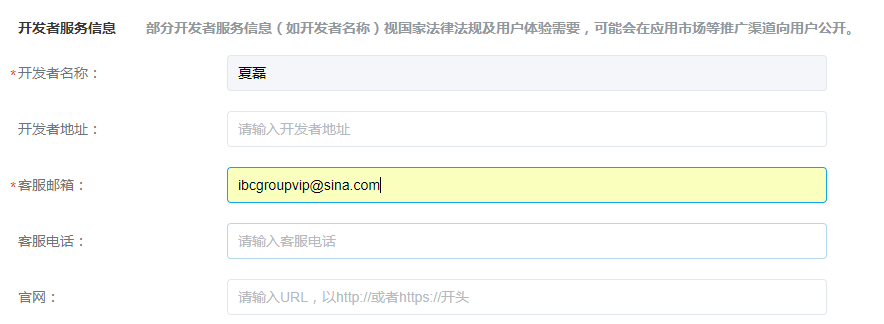 开发者服务信息 部分开发者服务信息（如开发者名称）视国家法律法规及用户体验需要，可能会在应用市场等推广渠道向用户公开。
*开发者名称： 夏磊
开发者地址： 请输入开发者地址
*客服邮箱： ibcgroupvip@sina.com
客服电话： 请输入客服电话
官网： 请输入URL，以http://或者https://开头